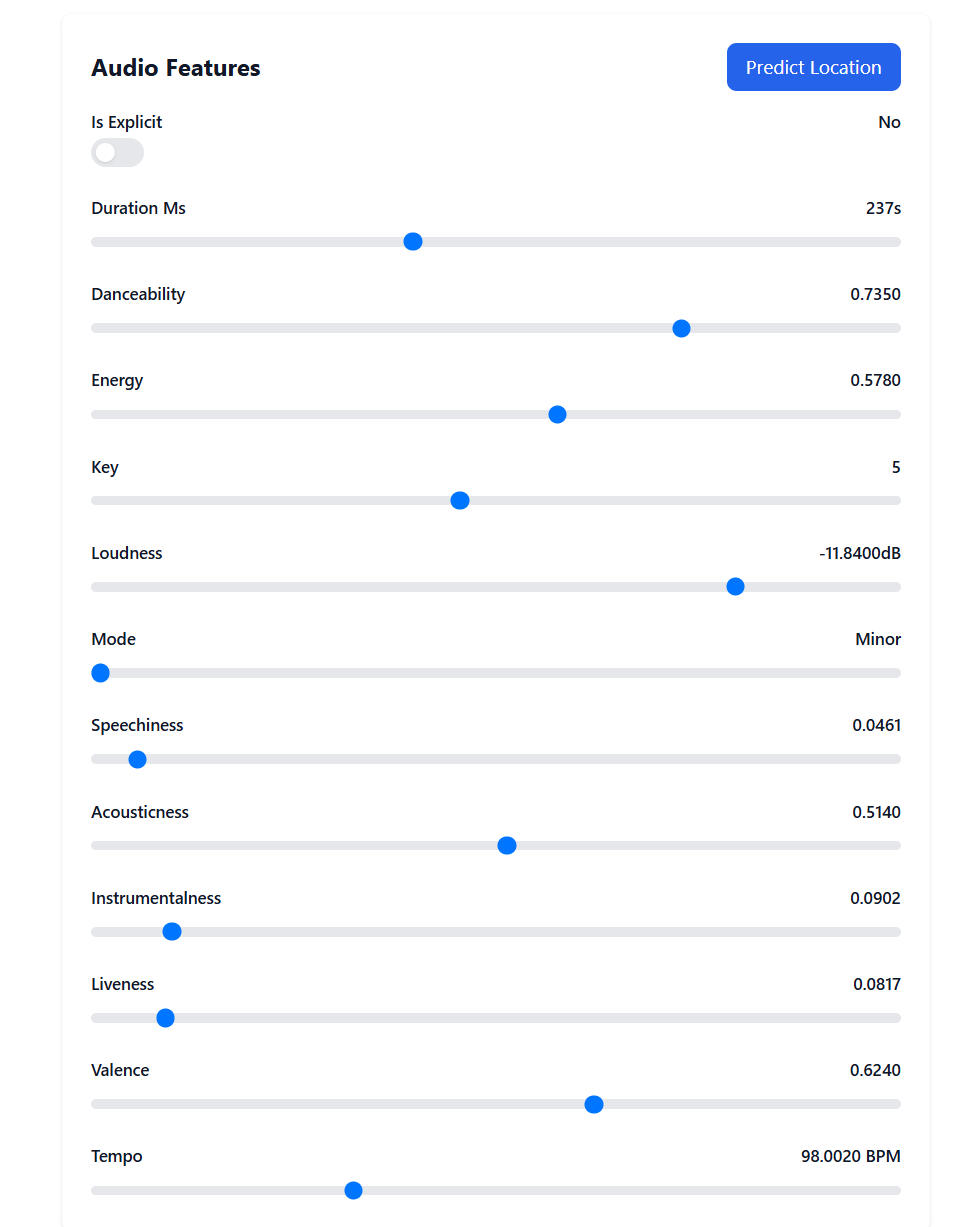 Audio Features
Predict Location
Is Explicit No
Duration Ms 237s
Danceability 0.7350
Energy 0.5780
Key 5
Loudness -11.8400dB
Mode Minor
Speechiness 0.0461
Acousticness 0.5140
Instrumentalness 0.0902
Liveness 0.0817
Valence 0.6240
Tempo 98.0020 BPM